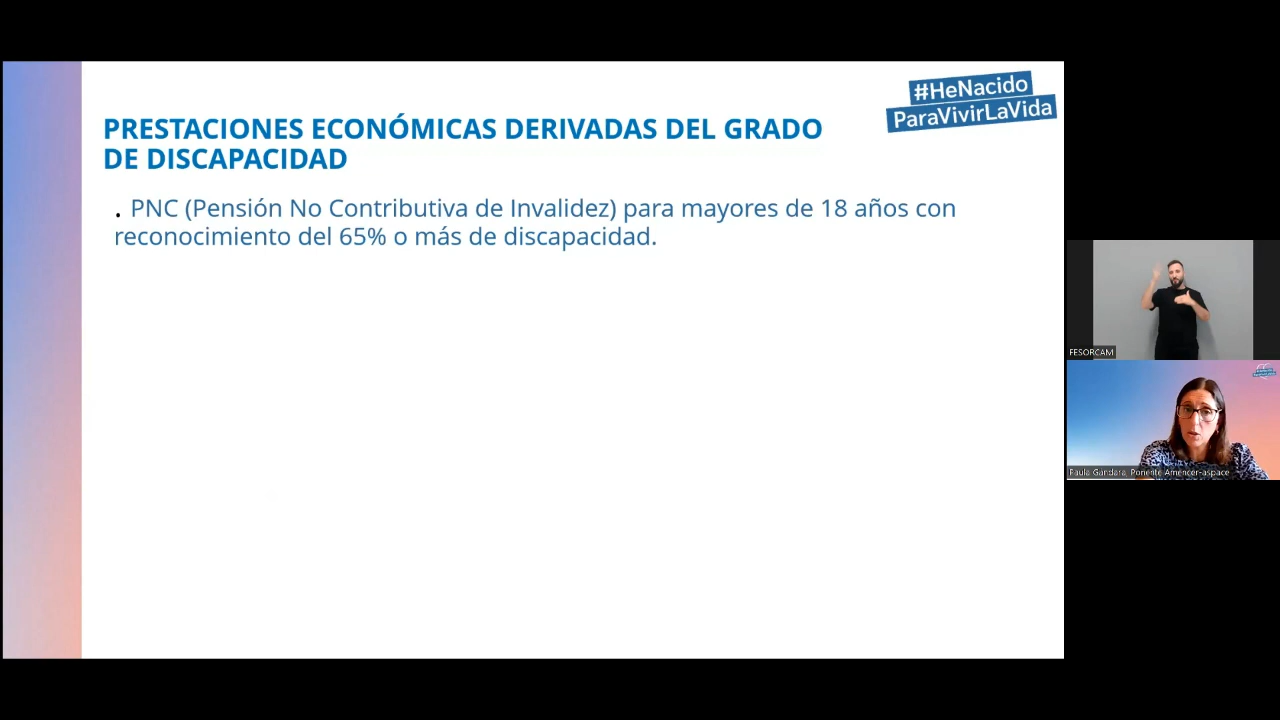 #HeNacido
ParaVivirLaVida
PRESTACIONES ECONÓMICAS DERIVADAS DEL GRADO
DE DISCAPACIDAD
. PNC (Pensión No Contributiva de Invalidez) para mayores de 18 años con
reconocimiento del 65% o más de discapacidad.
FESORCAM
Paula Gandara, Ponente Amencer-aspace